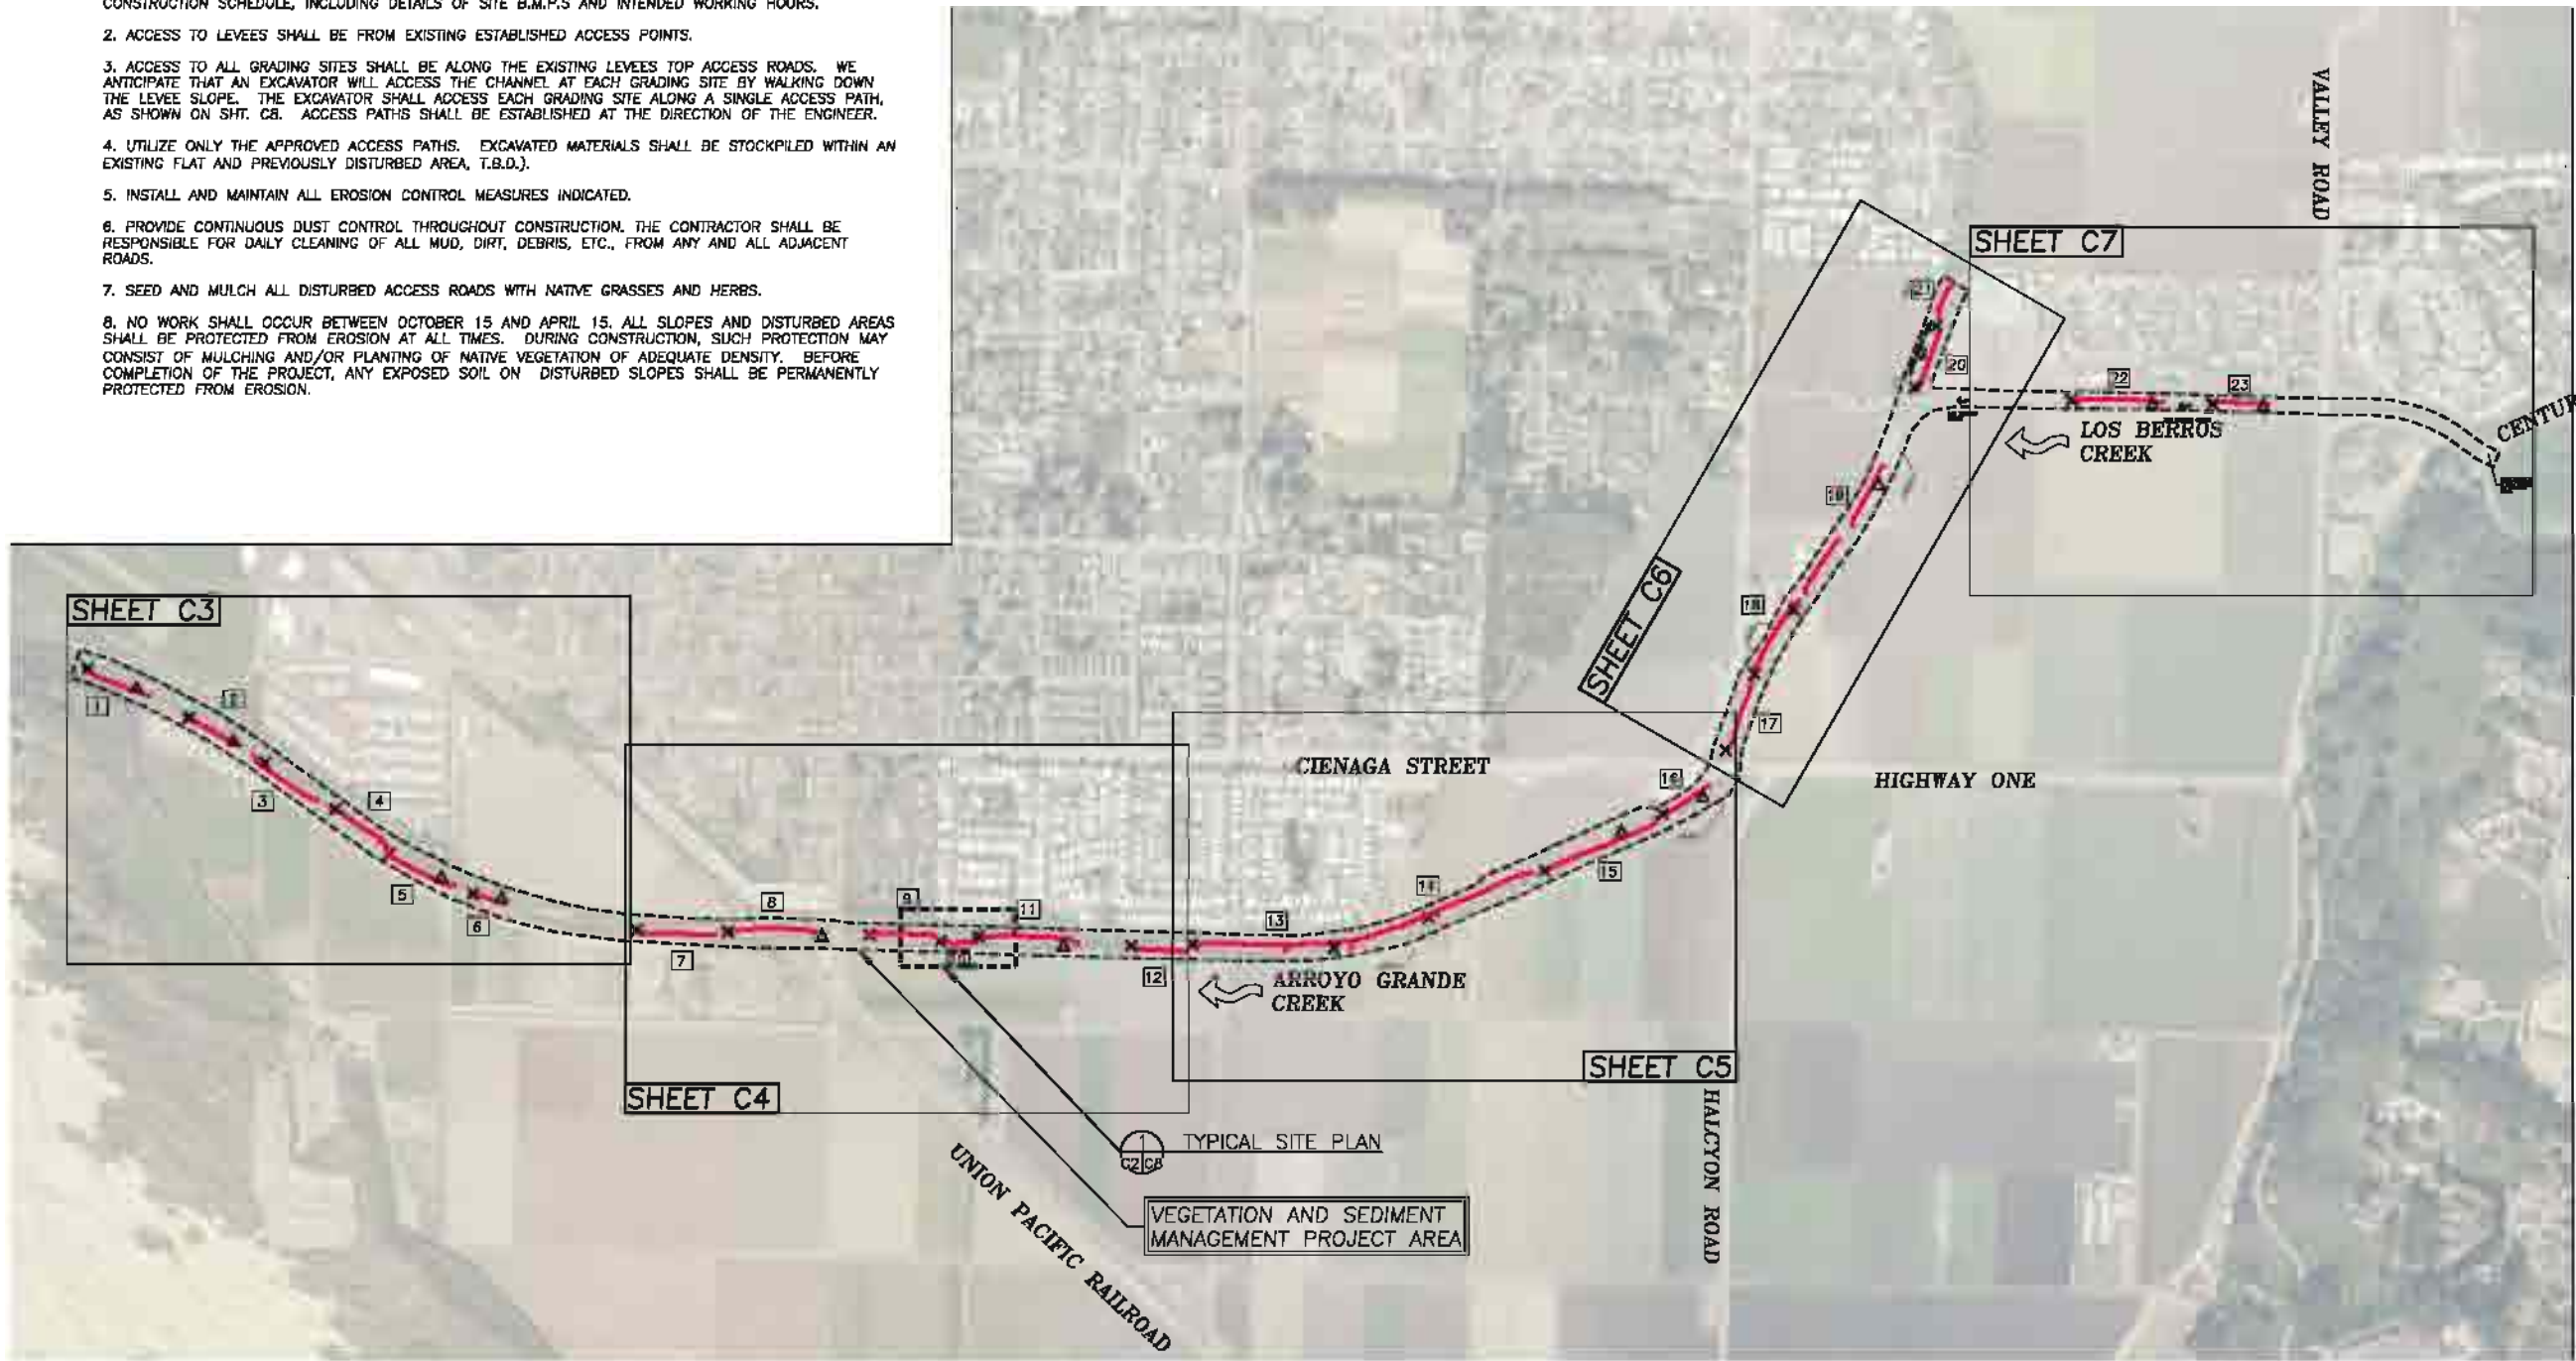 CONSTRUCTION SCHEDULE, INCLUDING DETAILS OF SITE B.M.P.S AND INTENDED WORKING HOURS.
2. ACCESS TO LEVEES SHALL BE FROM EXISTING ESTABLISHED ACCESS POINTS.
3. ACCESS TO ALL GRADING SITES SHALL BE ALONG THE EXISTING LEVEES TOP ACCESS ROADS. WE
ANTICIPATE THAT AN EXCAVATOR WILL ACCESS THE CHANNEL AT EACH GRADING SITE BY WALKING DOWN
THE LEVEE SLOPE. THE EXCAVATOR SHALL ACCESS EACH GRADING SITE ALONG A SINGLE ACCESS PATH,
AS SHOWN ON SHT. C8. ACCESS PATHS SHALL BE ESTABLISHED AT THE DIRECTION OF THE ENGINEER.
4. UTILIZE ONLY THE APPROVED ACCESS PATHS. EXCAVATED MATERIALS SHALL BE STOCKPILED WITHIN AN
EXISTING FLAT AND PREVIOUSLY DISTURBED AREA, T.B.D.).
5. INSTALL AND MAINTAIN ALL EROSION CONTROL MEASURES INDICATED.
6. PROVIDE CONTINUOUS DUST CONTROL THROUGHOUT CONSTRUCTION. THE CONTRACTOR SHALL BE
RESPONSIBLE FOR DAILY CLEANING OF ALL MUD, DIRT, DEBRIS, ETC., FROM ANY AND ALL ADJACENT
ROADS.
7. SEED AND MULCH ALL DISTURBED ACCESS ROADS WITH NATIVE GRASSES AND HERBS.
8. NO WORK SHALL OCCUR BETWEEN OCTOBER 15 AND APRIL 15. ALL SLOPES AND DISTURBED AREAS
SHALL BE PROTECTED FROM EROSION AT ALL TIMES. DURING CONSTRUCTION, SUCH PROTECTION MAY
CONSIST OF MULCHING AND/OR PLANTING OF NATIVE VEGETATION OF ADEQUATE DENSITY. BEFORE
COMPLETION OF THE PROJECT, ANY EXPOSED SOIL ON DISTURBED SLOPES SHALL BE PERMANENTLY
PROTECTED FROM EROSION.
VALLEY ROAD
SHEET C7
21
20
22
23
LOS BERROS
CREEK
CENTUR
19
SHEET C6
18
17
SHEET C3
1
2
3
4
5
6
CIENAGA STREET
16
HIGHWAY ONE
7
8
9
11
12
13
14
15
ARROYO GRANDE
CREEK
SHEET C4
SHEET C5
HALCYON ROAD
1
C2 C8
TYPICAL SITE PLAN
UNION PACIFIC RAILROAD
VEGETATION AND SEDIMENT
MANAGEMENT PROJECT AREA